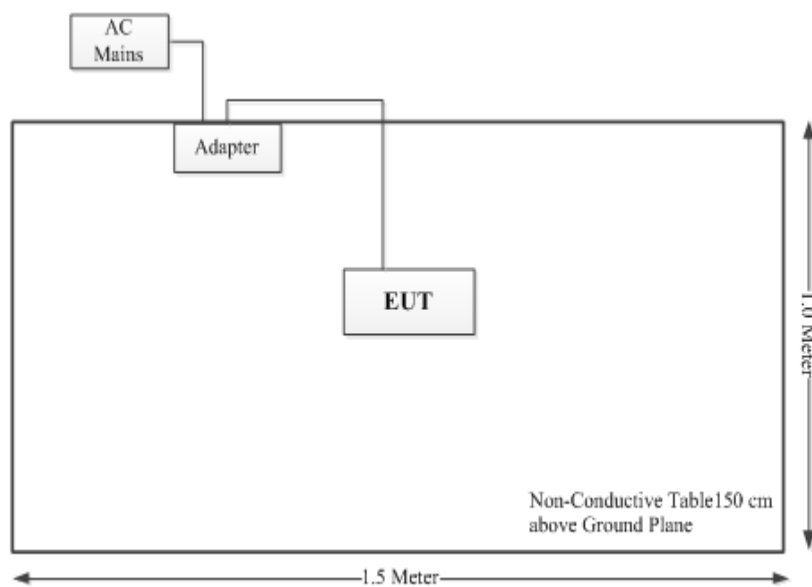 AC
Mains
Adapter
EUT
1.0 Meter
Non-Conductive Table150 cm
above Ground Plane
1.5 Meter